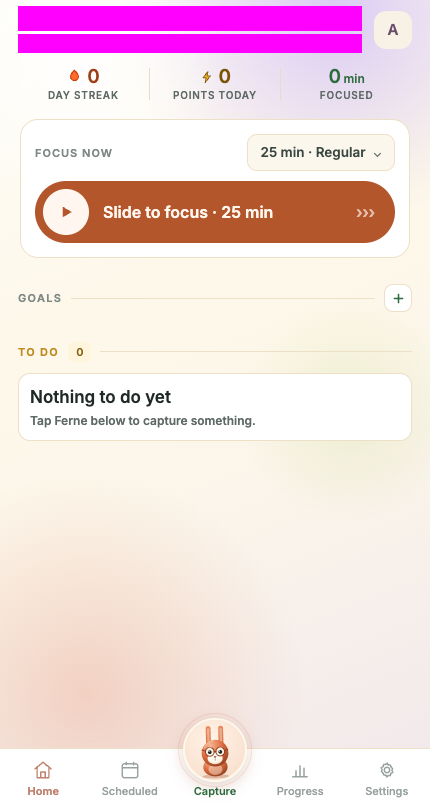 A
0
DAY STREAK
0
POINTS TODAY
0 min
FOCUSED
FOCUS NOW
25 min · Regular
Slide to focus · 25 min
›››
GOALS
+
TO DO 0
Nothing to do yet
Tap Ferne below to capture something.
Home
Scheduled
Capture
Progress
Settings